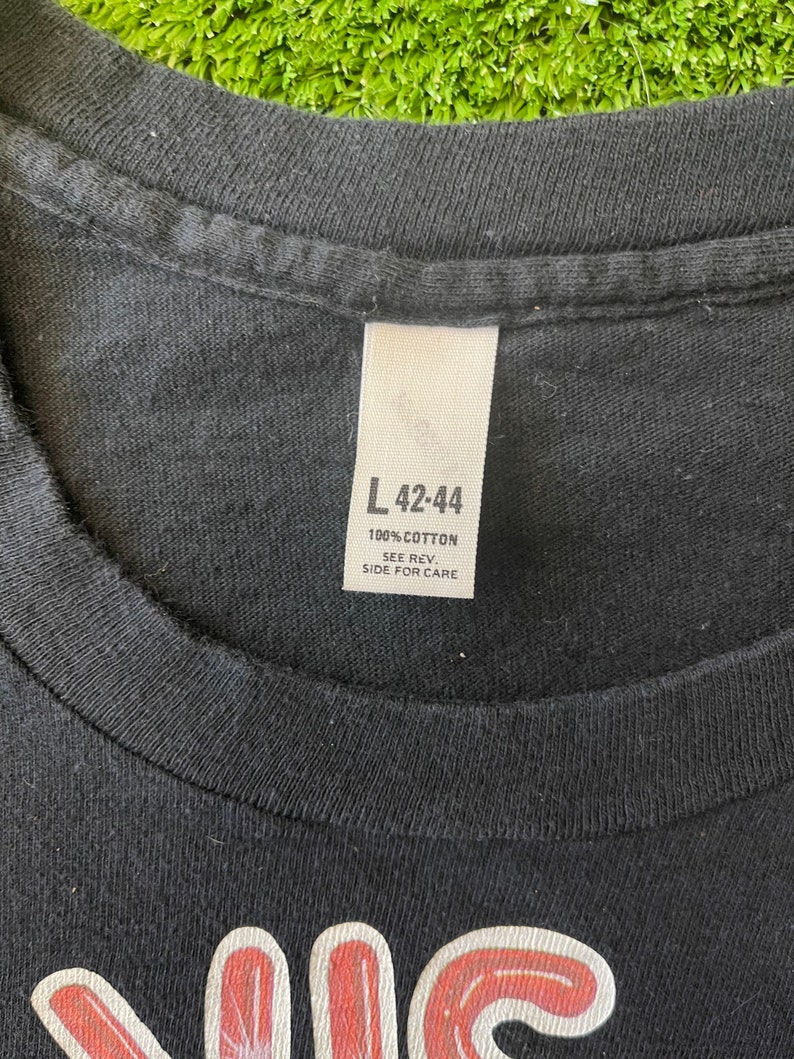 L 42-44
100% COTTON
SEE REV.
SIDE FOR CARE